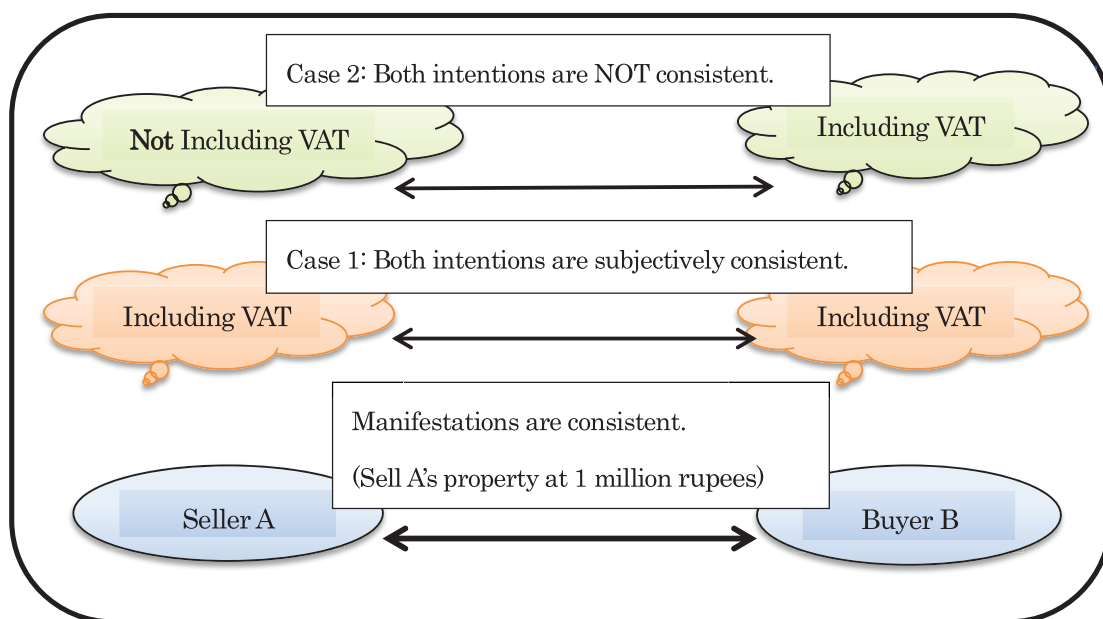 Case 2: Both intentions are NOT consistent.
Not Including VAT
Including VAT
Case 1: Both intentions are subjectively consistent.
Including VAT
Including VAT
Manifestations are consistent.
(Sell A’s property at 1 million rupees)
Seller A
Buyer B